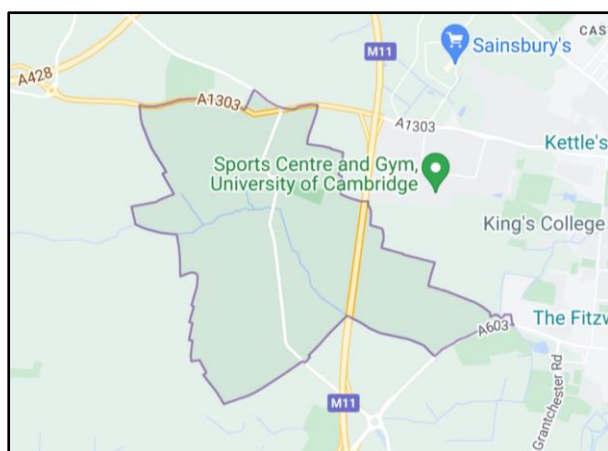 M11
CAS
Sainsbury's
A428
A1303
A1303
Kettle's
Sports Centre and Gym,
University of Cambridge
King's College
A603
The Fitzw
M11
Grantchester Rd